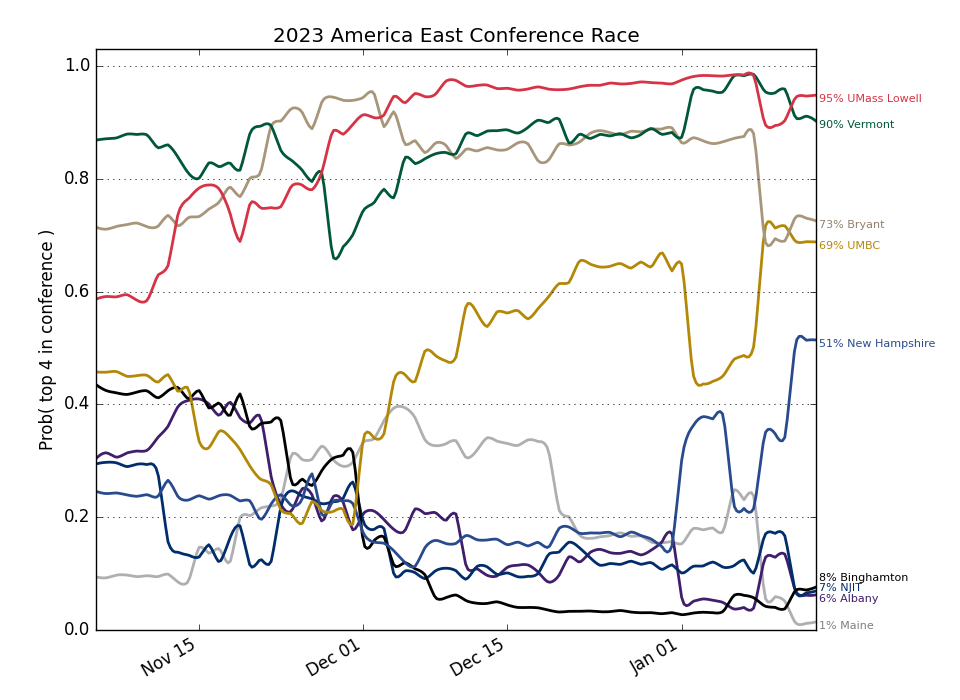 2023 America East Conference Race
Prob( top 4 in conference )
1.0
0.8
0.6
0.4
0.2
0.0
Nov 15
Dec 01
Dec 15
Jan 01
95% UMass Lowell
90% Vermont
73% Bryant
69% UMBC
51% New Hampshire
8% Binghamton
7% NJIT
6% Albany
1% Maine